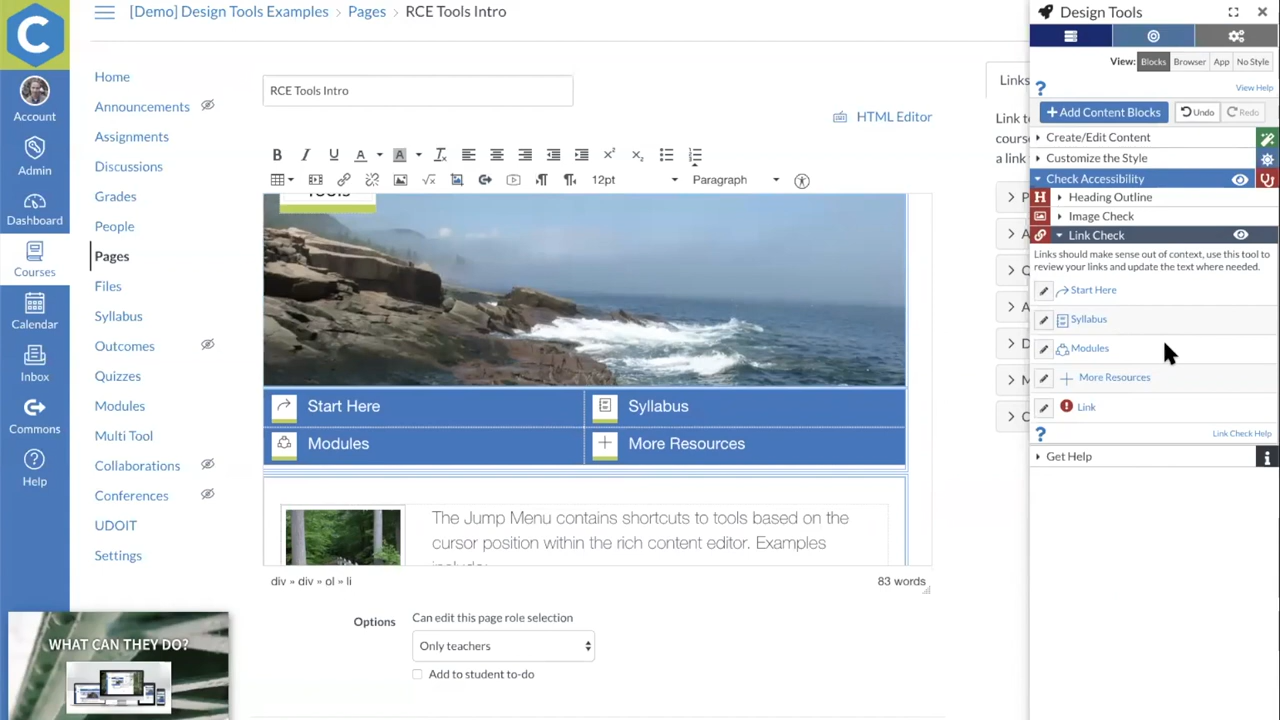 [Demo] Design Tools Examples > Pages > RCE Tools Intro
Account
Admin
Dashboard
Courses
Calendar
Inbox
Commons
Help
Home
Announcements
Assignments
Discussions
Grades
People
Pages
Files
Syllabus
Outcomes
Quizzes
Modules
Multi Tool
Collaborations
Conferences
UDOIT
Settings
WHAT CAN THEY DO?
RCE Tools Intro
HTML Editor
12pt
Paragraph
Start Here
Syllabus
Modules
More Resources
The Jump Menu contains shortcuts to tools based on the
cursor position within the rich content editor. Examples
div » div » ol » li
83 words
Options
Can edit this page role selection
Only teachers
Add to student to-do
Links
Link to
cours
a link
Design Tools
View: Blocks Browser App No Style
View Help
+ Add Content Blocks
Undo
Redo
Create/Edit Content
Customize the Style
Check Accessibility
Heading Outline
Image Check
Link Check
Links should make sense out of context, use this tool to
review your links and update the text where needed.
Start Here
Syllabus
Modules
More Resources
Link
Link Check Help
Get Help